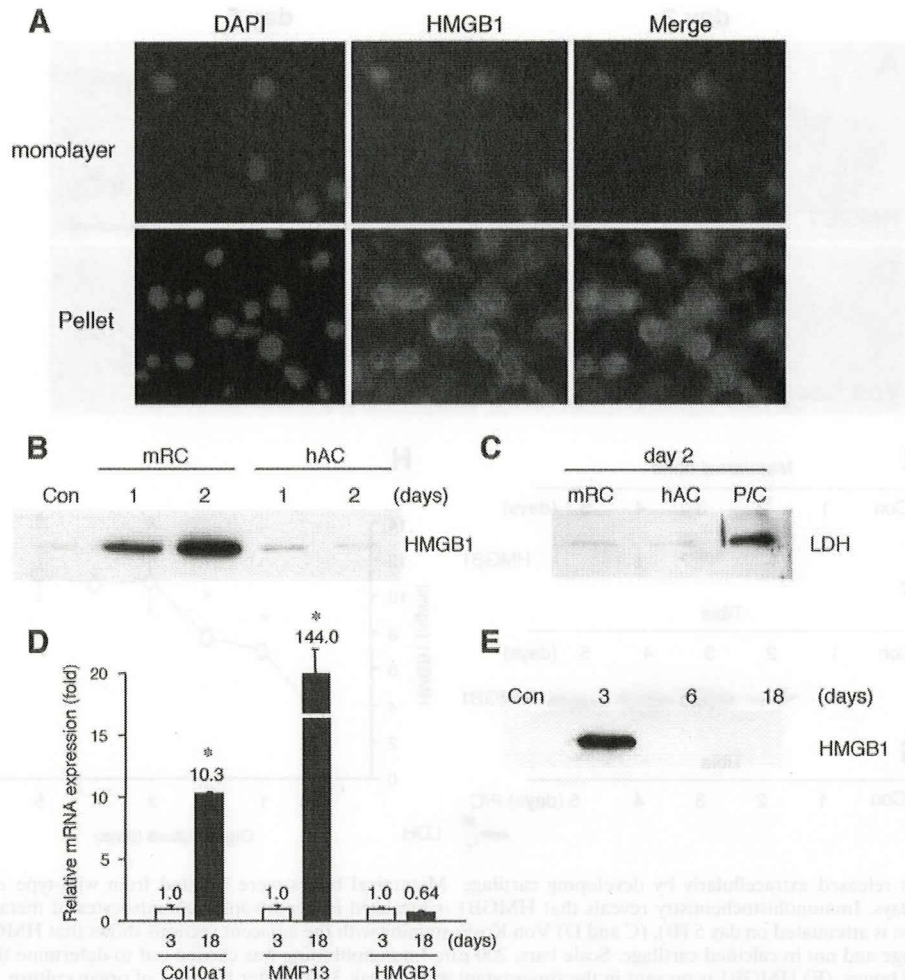 A
DAPI HMGB1 Merge
monolayer
Pellet
B
mRC hAC
Con 1 2 1 2 (days)
HMGB1
C
day 2
mRC hAC P/C
LDH
D
Relative mRNA expression (fold)
20
15
10
5
0
1.0 10.3 * 1.0 144.0 * 1.0 0.64
3 18 3 18 3 18 (days)
Col10a1 MMP13 HMGB1
E
Con 3 6 18 (days)
HMGB1